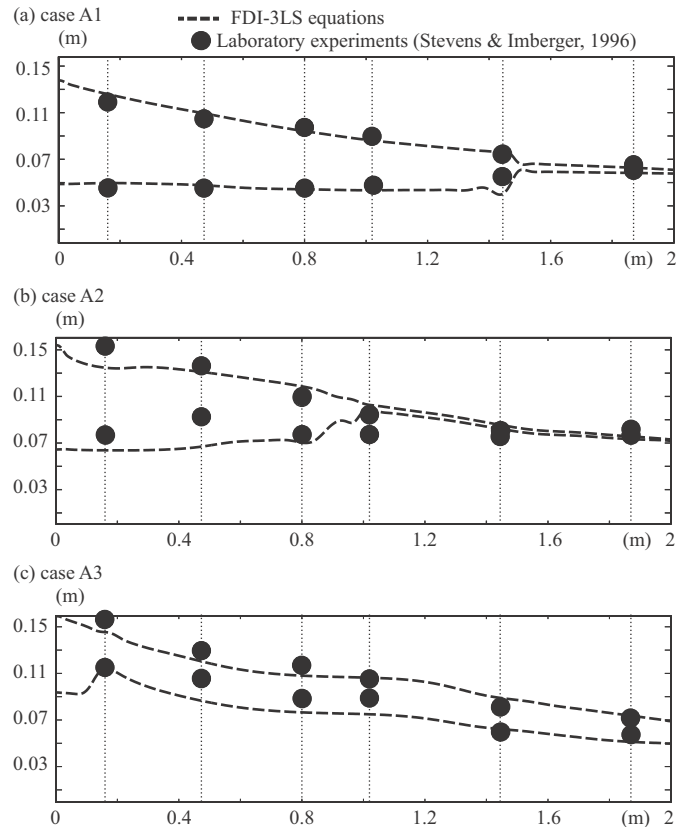 (a) case A1
(m)
FDI-3LS equations
Laboratory experiments (Stevens & Imberger, 1996)
0.15
0.11
0.07
0.03
0 0.4 0.8 1.2 1.6 (m) 2
(b) case A2
(m)
0.15
0.11
0.07
0.03
0 0.4 0.8 1.2 1.6 (m) 2
(c) case A3
(m)
0.15
0.11
0.07
0.03
0 0.4 0.8 1.2 1.6 (m) 2